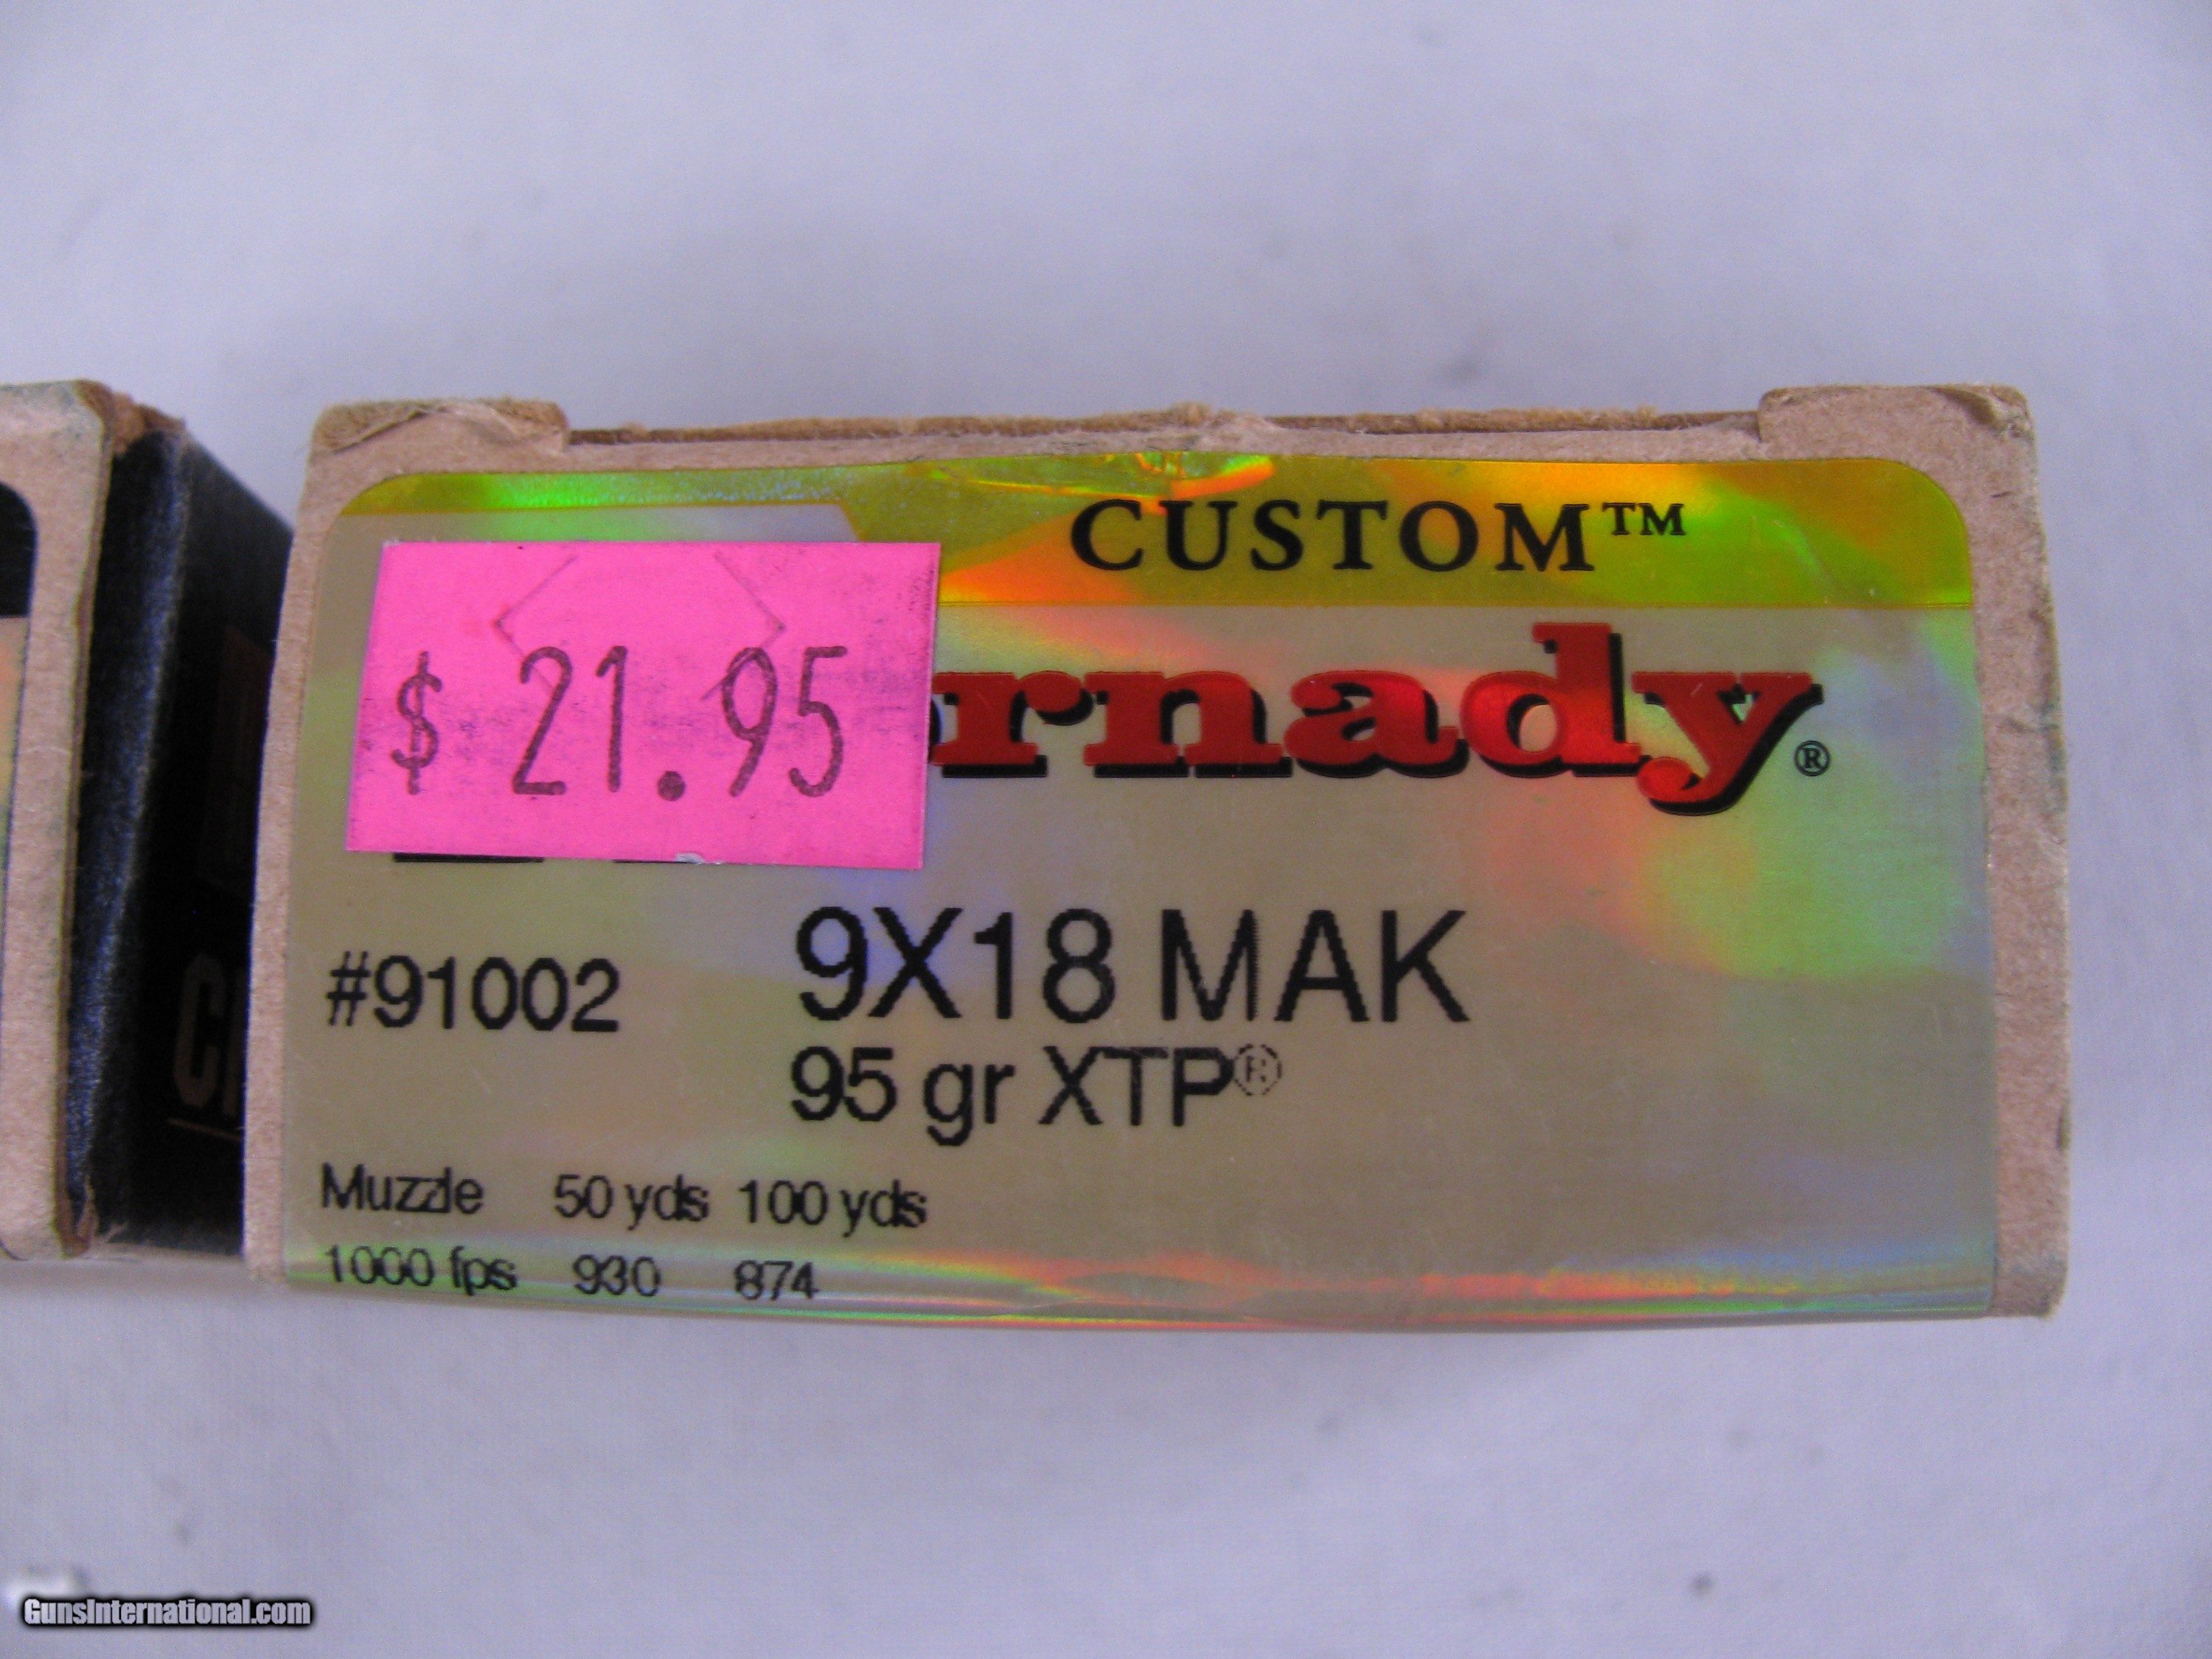 CUSTOM™
$ 21.95
rnady®
#91002
9X18 MAK
95 gr XTP®
Muzzle 50 yds 100 yds
1000 fps 930 874
GunsInternational.com